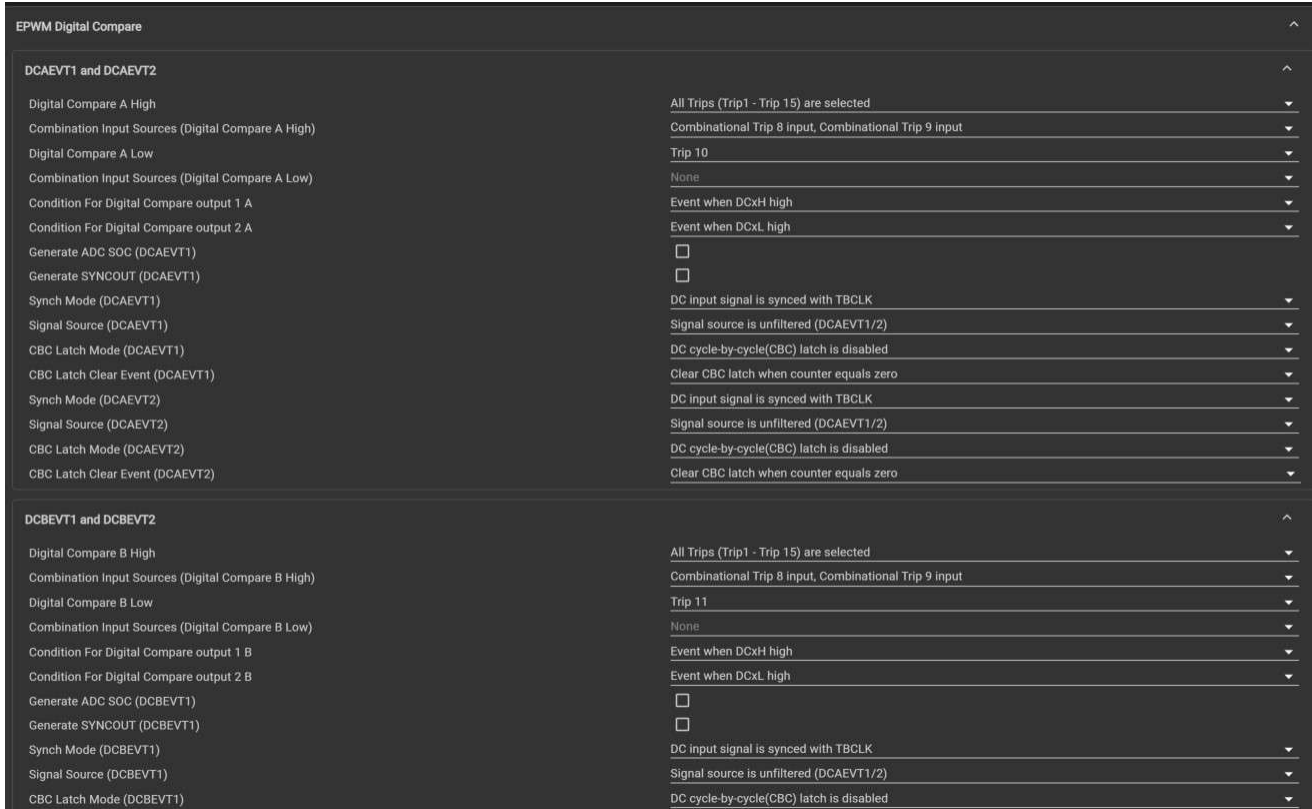 EPWM Digital Compare
DCAEVT1 and DCAEVT2
Digital Compare A High All Trips (Trip1 - Trip 15) are selected
Combination Input Sources (Digital Compare A High) Combinational Trip 8 input, Combinational Trip 9 input
Digital Compare A Low Trip 10
Combination Input Sources (Digital Compare A Low) None
Condition For Digital Compare output 1 A Event when DCxH high
Condition For Digital Compare output 2 A Event when DCxL high
Generate ADC SOC (DCAEVT1)
Generate SYNCOUT (DCAEVT1)
Synch Mode (DCAEVT1) DC input signal is synced with TBCLK
Signal Source (DCAEVT1) Signal source is unfiltered (DCAEVT1/2)
CBC Latch Mode (DCAEVT1) DC cycle-by-cycle(CBC) latch is disabled
CBC Latch Clear Event (DCAEVT1) Clear CBC latch when counter equals zero
Synch Mode (DCAEVT2) DC input signal is synced with TBCLK
Signal Source (DCAEVT2) Signal source is unfiltered (DCAEVT1/2)
CBC Latch Mode (DCAEVT2) DC cycle-by-cycle(CBC) latch is disabled
CBC Latch Clear Event (DCAEVT2) Clear CBC latch when counter equals zero
DCBEVT1 and DCBEVT2
Digital Compare B High All Trips (Trip1 - Trip 15) are selected
Combination Input Sources (Digital Compare B High) Combinational Trip 8 input, Combinational Trip 9 input
Digital Compare B Low Trip 11
Combination Input Sources (Digital Compare B Low) None
Condition For Digital Compare output 1 B Event when DCxH high
Condition For Digital Compare output 2 B Event when DCxL high
Generate ADC SOC (DCBEVT1)
Generate SYNCOUT (DCBEVT1)
Synch Mode (DCBEVT1) DC input signal is synced with TBCLK
Signal Source (DCBEVT1) Signal source is unfiltered (DCAEVT1/2)
CBC Latch Mode (DCBEVT1) DC cycle-by-cycle(CBC) latch is disabled